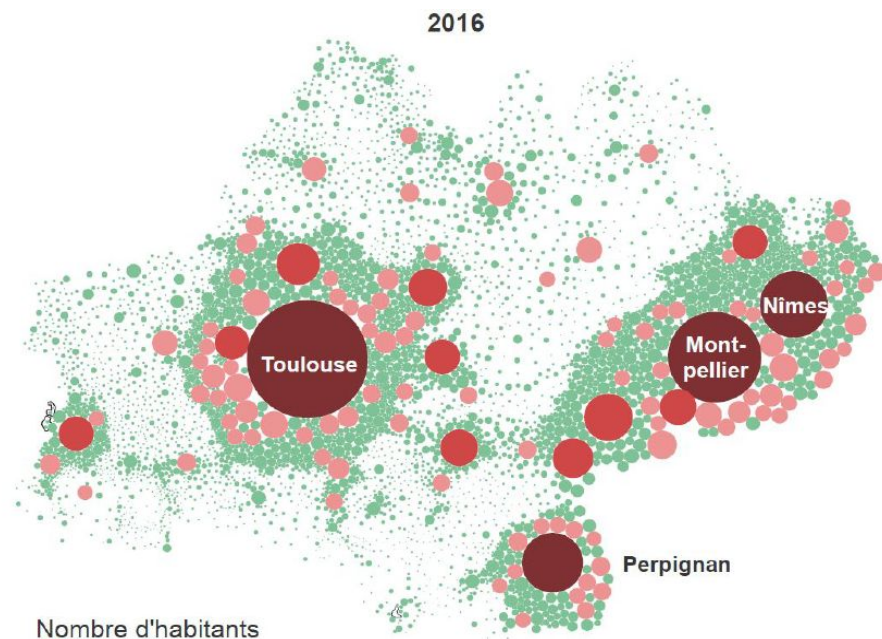 2016
Toulouse
Nîmes
Mont-
pellier
Perpignan
Nombre d'habitants